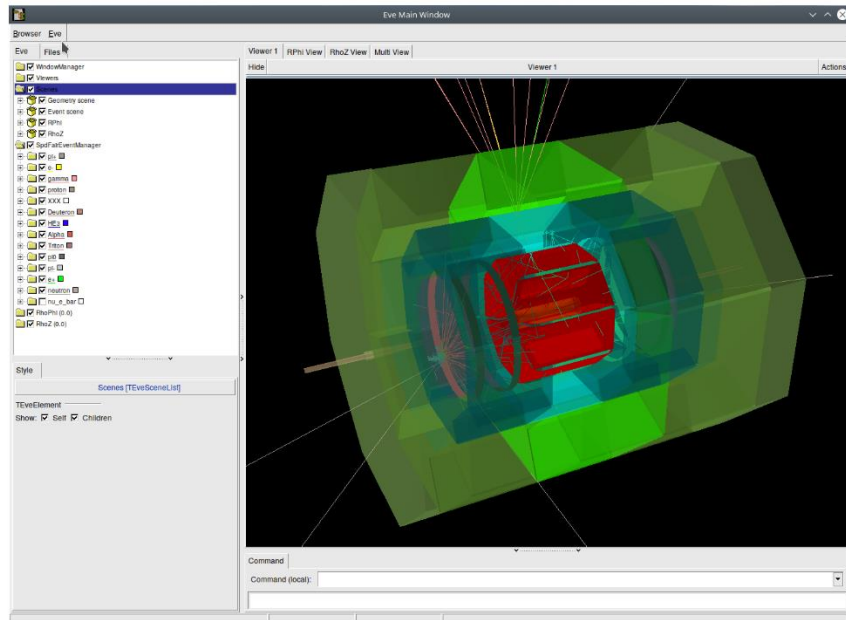 Eve Main Window
Browser Eve
Eve Files
WindowManager
Viewers
Scenes
Geometry scene
Event scene
RPhi
RhoZ
SpdFairEventManager
pi+
e-
gamma
proton
XXX
Deuteron
HE3
Alpha
Triton
pi0
pi-
e+
neutron
nu_e_bar
RhoPhi (0.0)
RhoZ (0.0)
Style
Scenes [TEveSceneList]
TEveElement
Show: Self Children
Viewer 1 RPhi View RhoZ View Multi View
Hide Viewer 1 Actions
Command
Command (local):